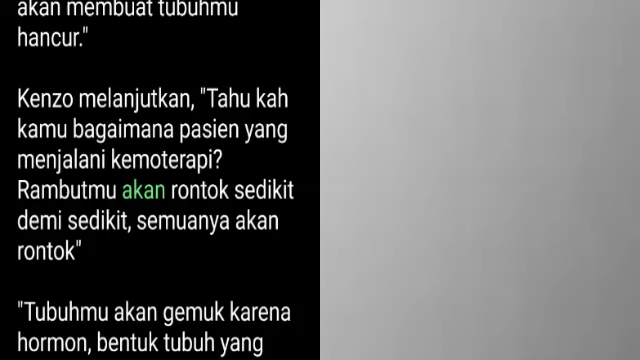 akan membuat tubuhmu
hancur."
Kenzo melanjutkan, "Tahu kah
kamu bagaimana pasien yang
menjalani kemoterapi?
Rambutmu akan rontok sedikit
demi sedikit, semuanya akan
rontok"
"Tubuhmu akan gemuk karena
hormon, bentuk tubuh yang